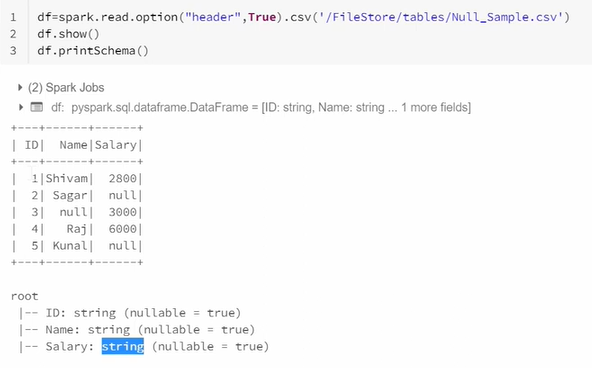 1 df=spark.read.option("header",True).csv('/FileStore/tables/Null_Sample.csv')
2 df.show()
3 df.printSchema()
(2) Spark Jobs
df: pyspark.sql.dataframe.DataFrame = [ID: string, Name: string ... 1 more fields]
+---+------+------+
| ID|  Name|Salary|
+---+------+------+
|  1|Shivam|  2800|
|  2| Sagar|  null|
|  3|  null|  3000|
|  4|   Raj|  6000|
|  5| Kunal|  null|
+---+------+------+
root
 |-- ID: string (nullable = true)
 |-- Name: string (nullable = true)
 |-- Salary: string (nullable = true)